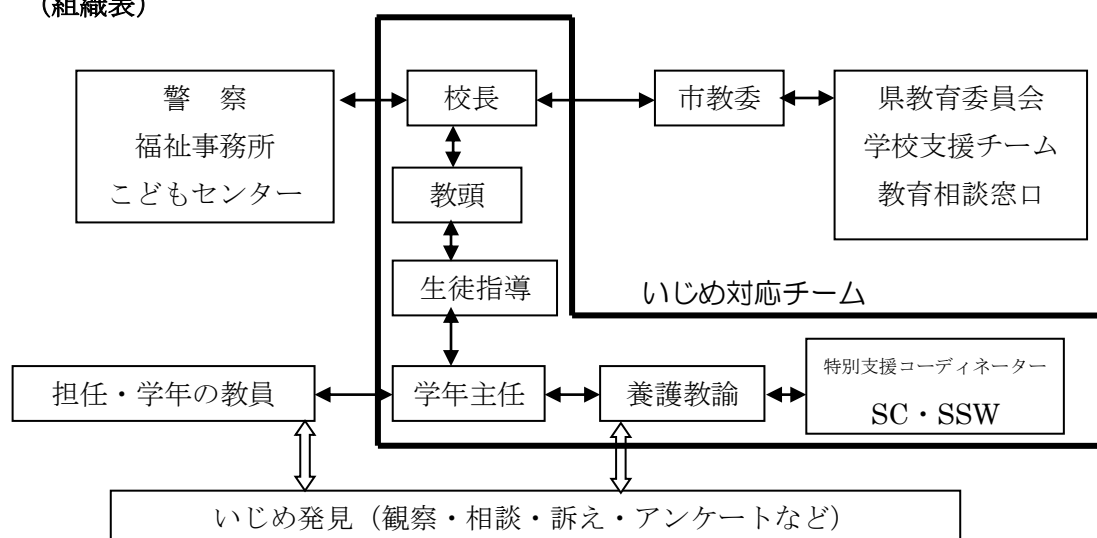 (組織表)
警　察
福祉事務所
こどもセンター
校長
市教委
県教育委員会
学校支援チーム
教育相談窓口
教頭
生徒指導
いじめ対応チーム
担任・学年の教員
学年主任
養護教諭
特別支援コーディネーター
SC・SSW
いじめ発見（観察・相談・訴え・アンケートなど）